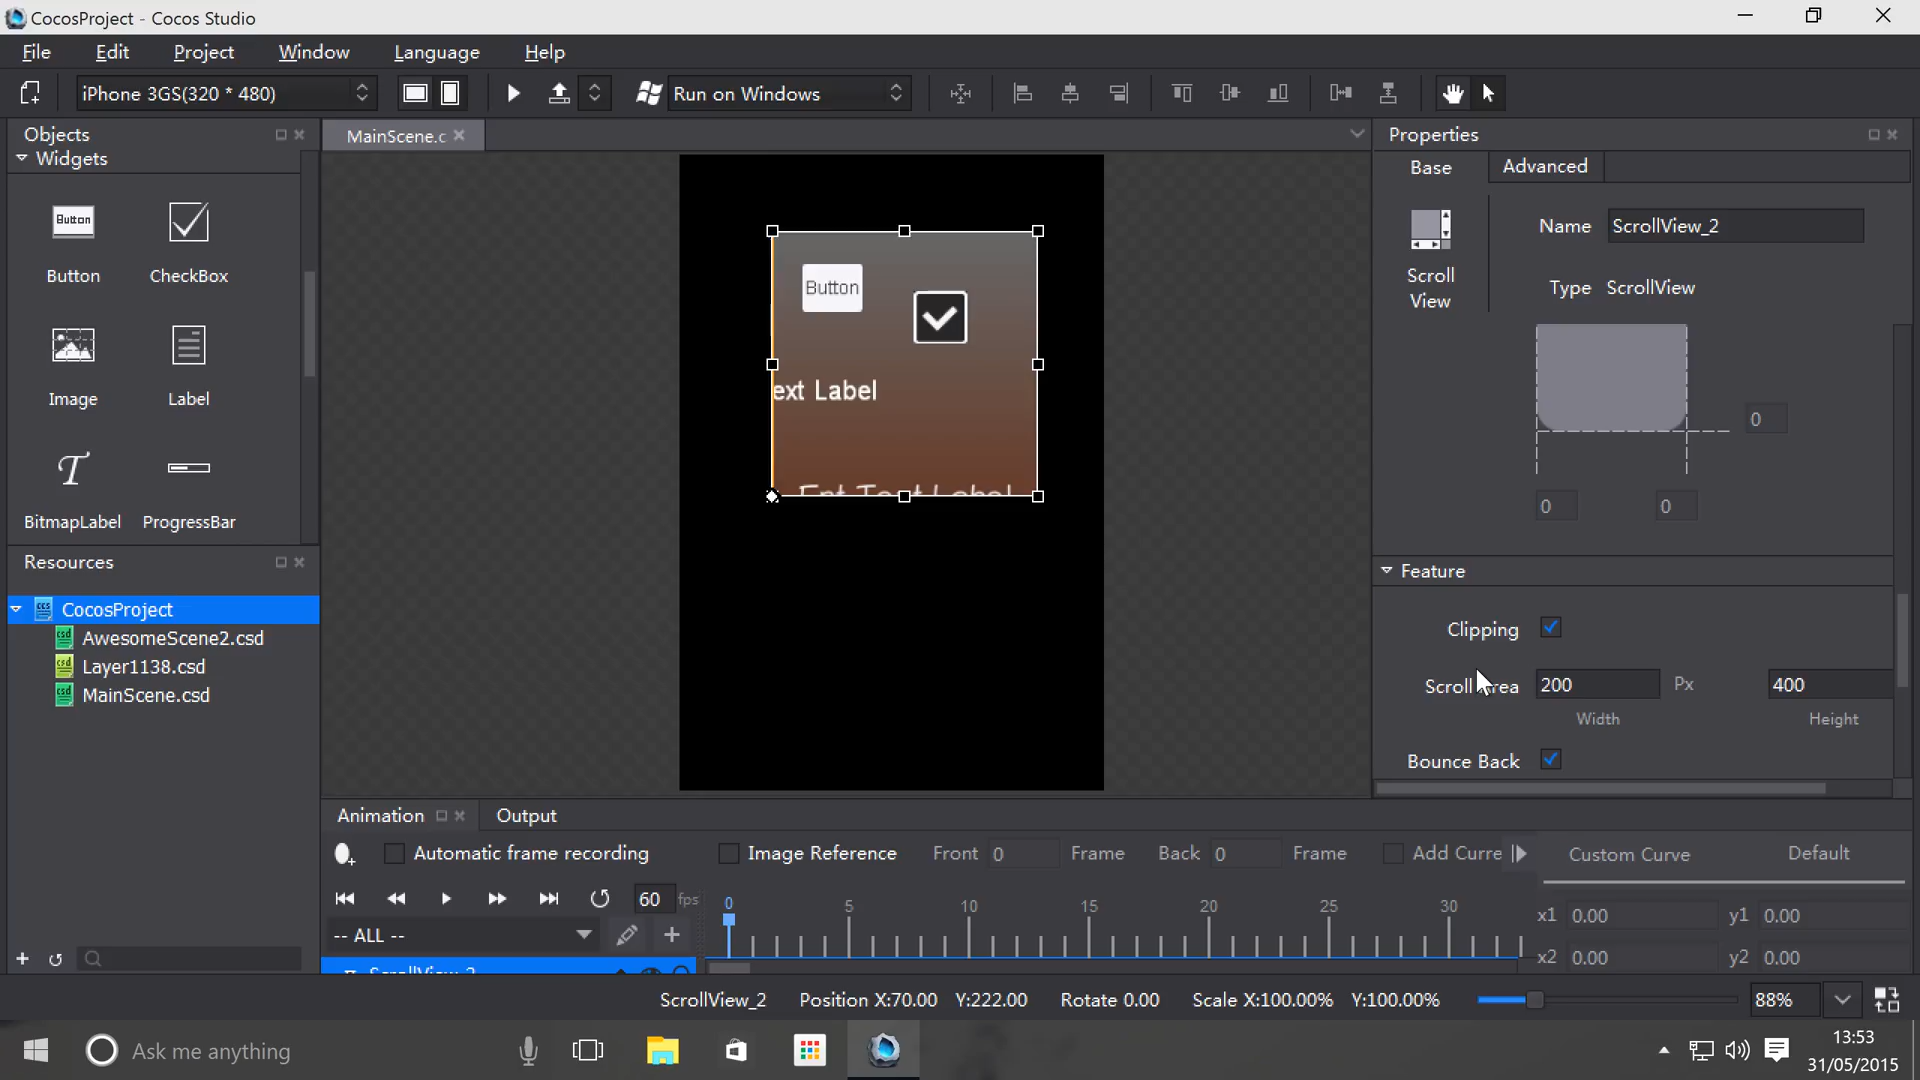 CocosProject - Cocos Studio
File Edit Project Window Language Help
iPhone 3GS(320 * 480) Run on Windows
Objects
Widgets
Button
Button CheckBox
Image Label
T
BitmapLabel ProgressBar
Resources
CocosProject
AwesomeScene2.csd
Layer1138.csd
MainScene.csd
MainScene.c
Button
ext Label
Fnt Text Label
Properties
Base Advanced
Name ScrollView_2
Scroll
View
Type ScrollView
0
0 0
Feature
Clipping
Scroll Area 200 Px 400
Width Height
Bounce Back
Animation Output
Automatic frame recording Image Reference Front 0 Frame Back 0 Frame Add Curre Custom Curve Default
60 fps 0 5 10 15 20 25 30
x1 0.00 y1 0.00
-- ALL --
x2 0.00 y2 0.00
ScrollView_2
ScrollView_2 Position X:70.00 Y:222.00 Rotate 0.00 Scale X:100.00% Y:100.00% 88%
Ask me anything
13:53
31/05/2015